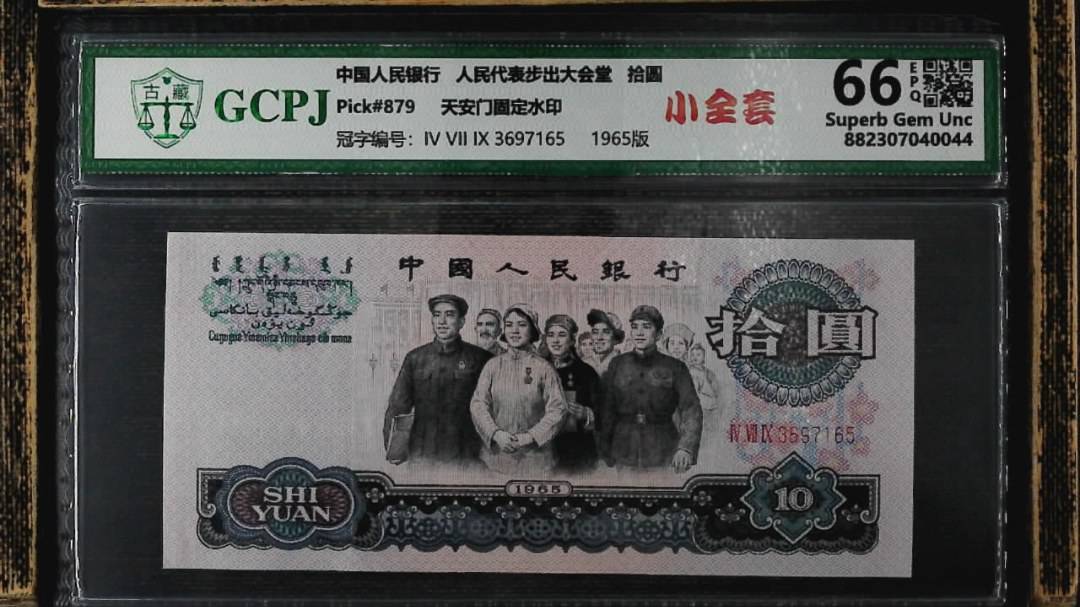 古藏
GCPJ
中国人民银行 人民代表步出大会堂 拾圆
Pick#879 天安门固定水印
冠字编号: IV VII IX 3697165 1965版
小全套
66
EPQ
Superb Gem Unc
882307040044
中國人民銀行
拾圓
IV VII IX 3697165
1965
SHI
YUAN
10